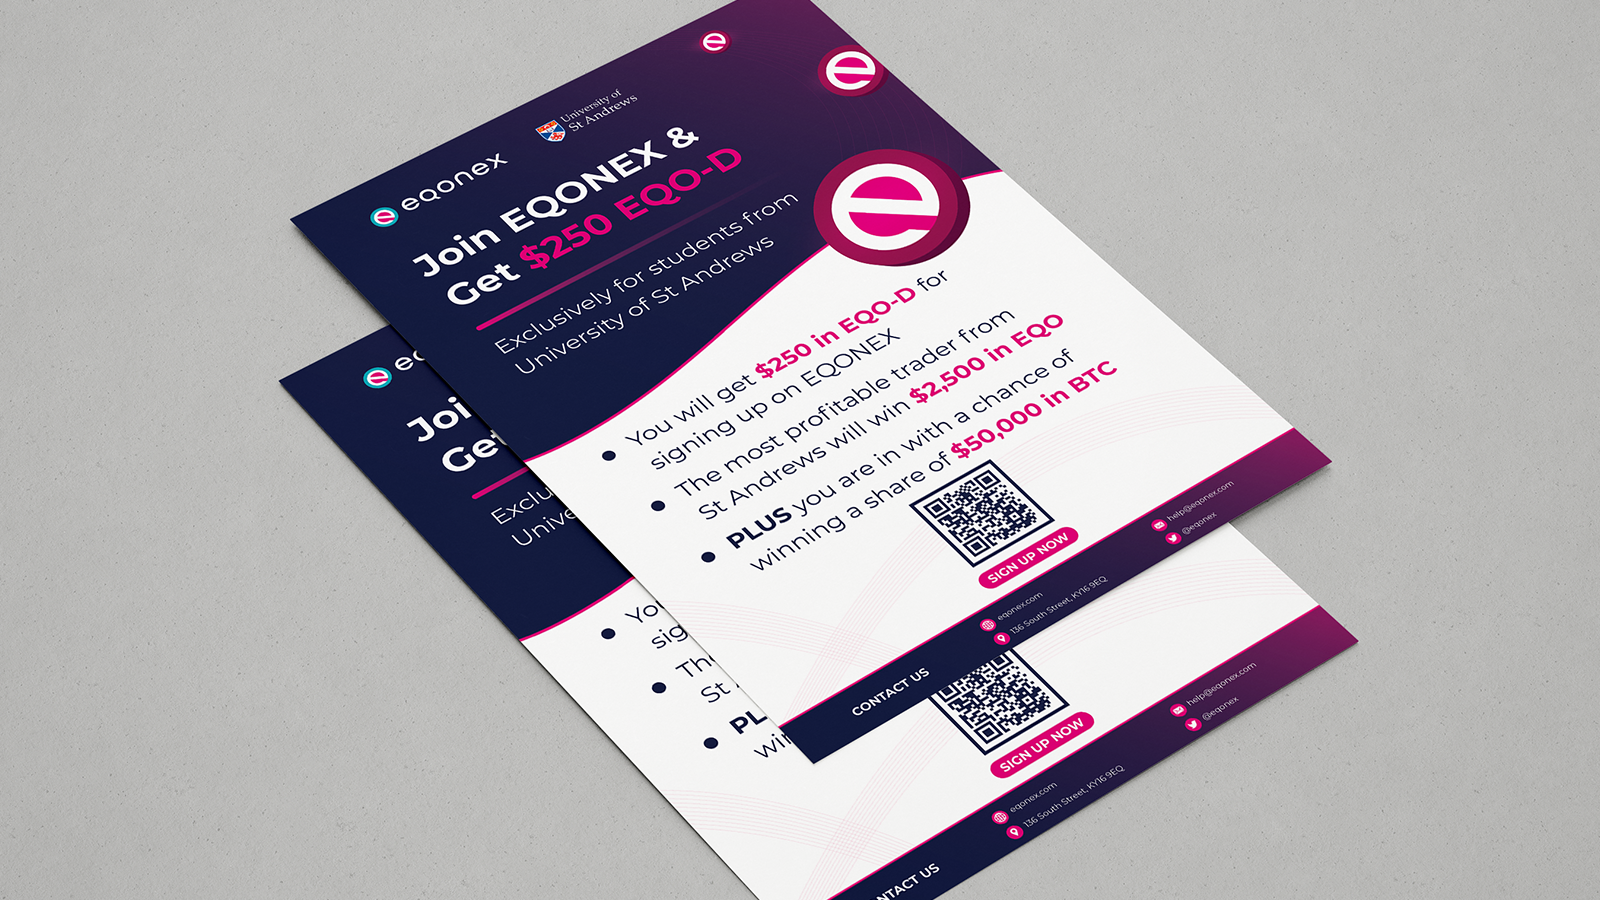 eqonex
University of
St Andrews
Join EQONEX &
Get $250 EQO-D
Exclusively for students from
University of St Andrews
You will get $250 in EQO-D for
signing up on EQONEX
The most profitable trader from
St Andrews will win $2,500 in EQO
PLUS you are in with a chance of
winning a share of $50,000 in BTC
SIGN UP NOW
CONTACT US
eqonex.com
136 South Street, KY16 9EQ
help@eqonex.com
@eqonex
SIGN UP NOW
eqonex.com
136 South Street, KY16 9EQ
help@eqonex.com
@eqonex